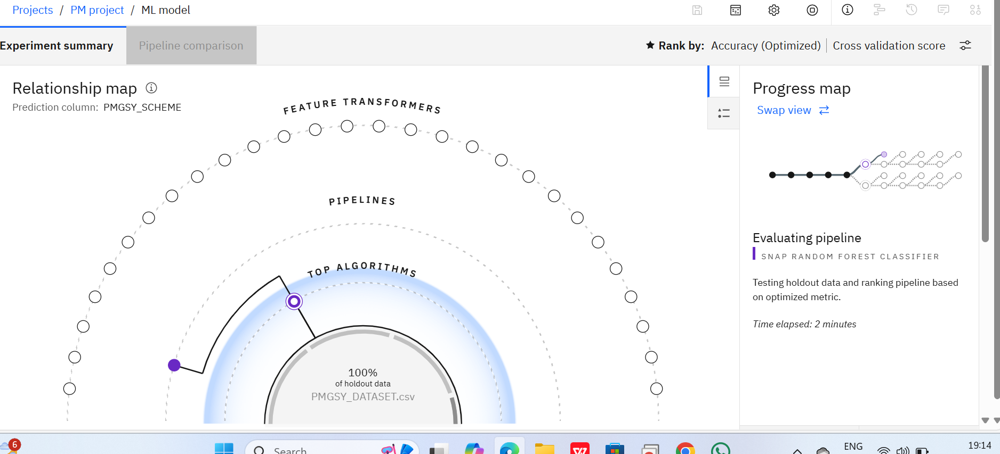 Projects / PM project / ML model
Experiment summary
Pipeline comparison
Rank by: Accuracy (Optimized) | Cross validation score
Relationship map
Prediction column: PMGSY_SCHEME
FEATURE TRANSFORMERS
PIPELINES
TOP ALGORITHMS
100%
of holdout data
PMGSY_DATASET.csv
Progress map
Swap view
Evaluating pipeline
SNAP RANDOM FOREST CLASSIFIER
Testing holdout data and ranking pipeline based
on optimized metric.
Time elapsed: 2 minutes
6
Search
ENG
19:14